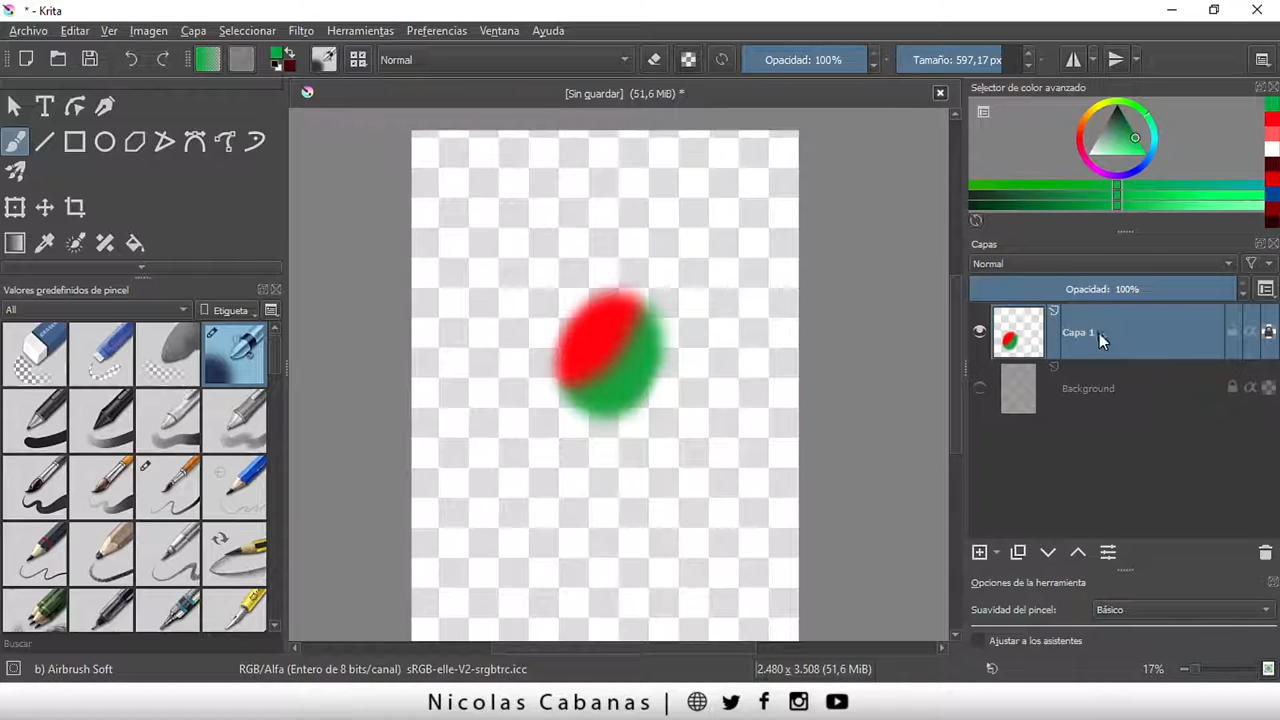 * - Krita
Archivo Editar Ver Imagen Capa Seleccionar Filtro Herramientas Preferencias Ventana Ayuda
Normal
Opacidad: 100%
Tamaño: 597,17 px
[Sin guardar] (51,6 MiB) *
Selector de color avanzado
Capas
Normal
Opacidad: 100%
Capa 1
Background
Valores predefinidos de pincel
All
Etiqueta
Buscar
Opciones de la herramienta
Suavidad del pincel:
Básico
Ajustar a los asistentes
b) Airbrush Soft
RGB/Alfa (Entero de 8 bits/canal) sRGB-elle-V2-srgbtrc.icc
2.480 x 3.508 (51,6 MiB)
17%
Nicolas Cabanas |